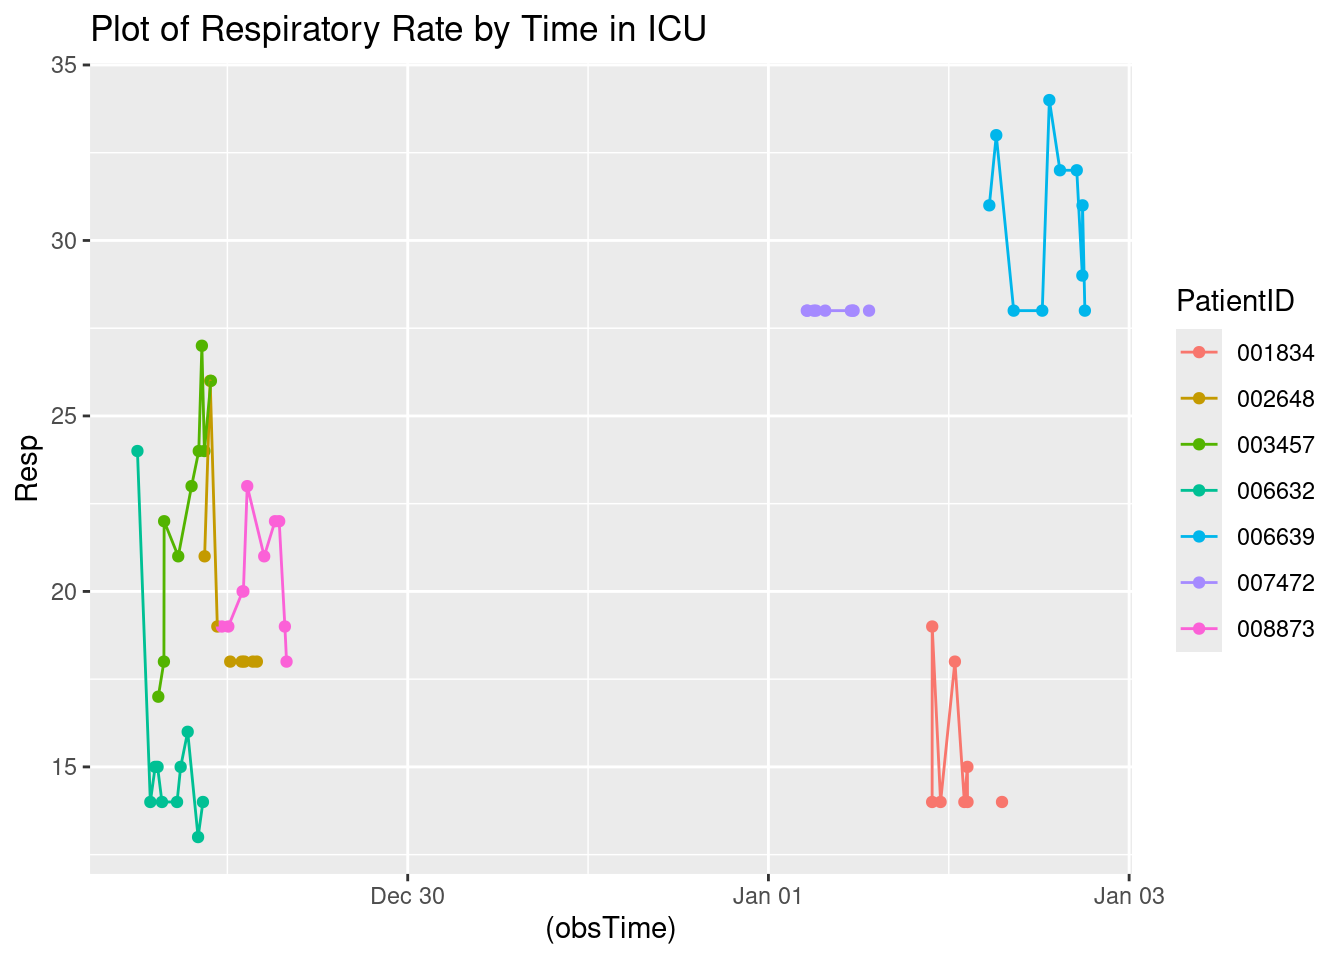 Plot of Respiratory Rate by Time in ICU
35
30
25
20
15
Resp
Dec 30
Jan 01
Jan 03
(obsTime)
PatientID
001834
002648
003457
006632
006639
007472
008873